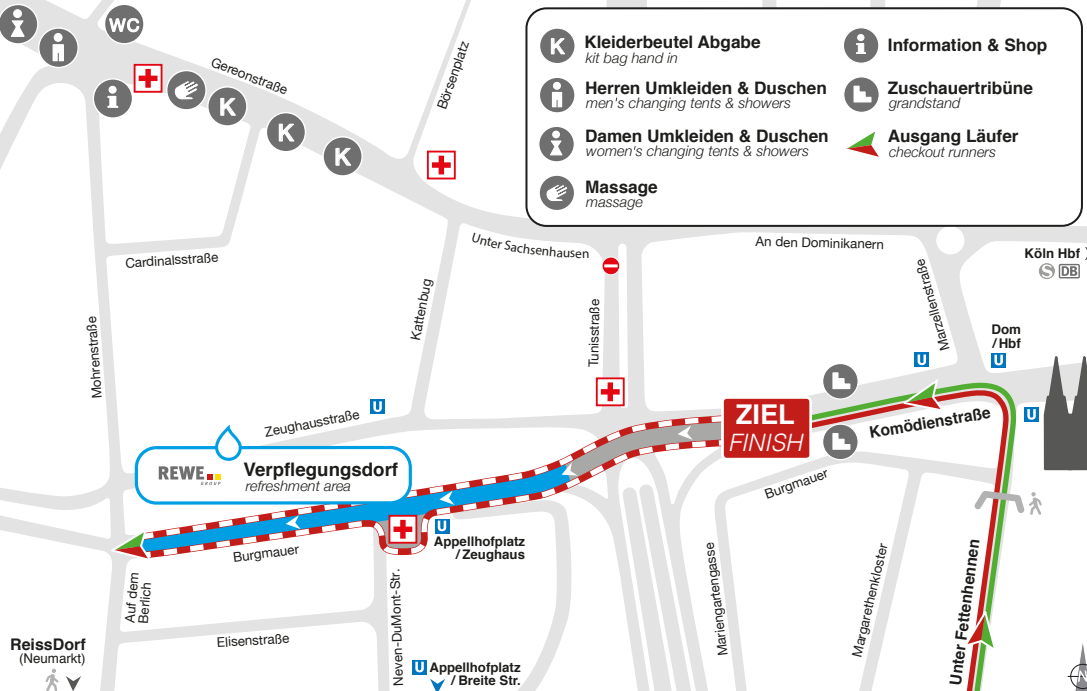 WC
Gereonstraße
Börsenplatz
i
K
K
K
K
Kleiderbeutel Abgabe
kit bag hand in
Herren Umkleiden & Duschen
men's changing tents & showers
Damen Umkleiden & Duschen
women's changing tents & showers
Massage
massage
i
Information & Shop
Zuschauertribüne
grandstand
Ausgang Läufer
checkout runners
Unter Sachsenhausen
An den Dominikanern
Köln Hbf
S DB
Cardinalsstraße
Mohrenstraße
Kattenbug
Tunisstraße
Marzellenstraße
Dom
/Hbf
U
U
U
U
Zeughausstraße
ZIEL
FINISH
Komödienstraße
REWE
GROUP
Verpflegungsdorf
refreshment area
Burgmauer
U
Appellhofplatz
/Zeughaus
Burgmauer
Auf dem
Berlich
Elisenstraße
Neven-DuMont-Str.
Mariengartengasse
Margarethenkloster
Unter Fettenhennen
ReissDorf
(Neumarkt)
U Appellhofplatz
/ Breite Str.
N